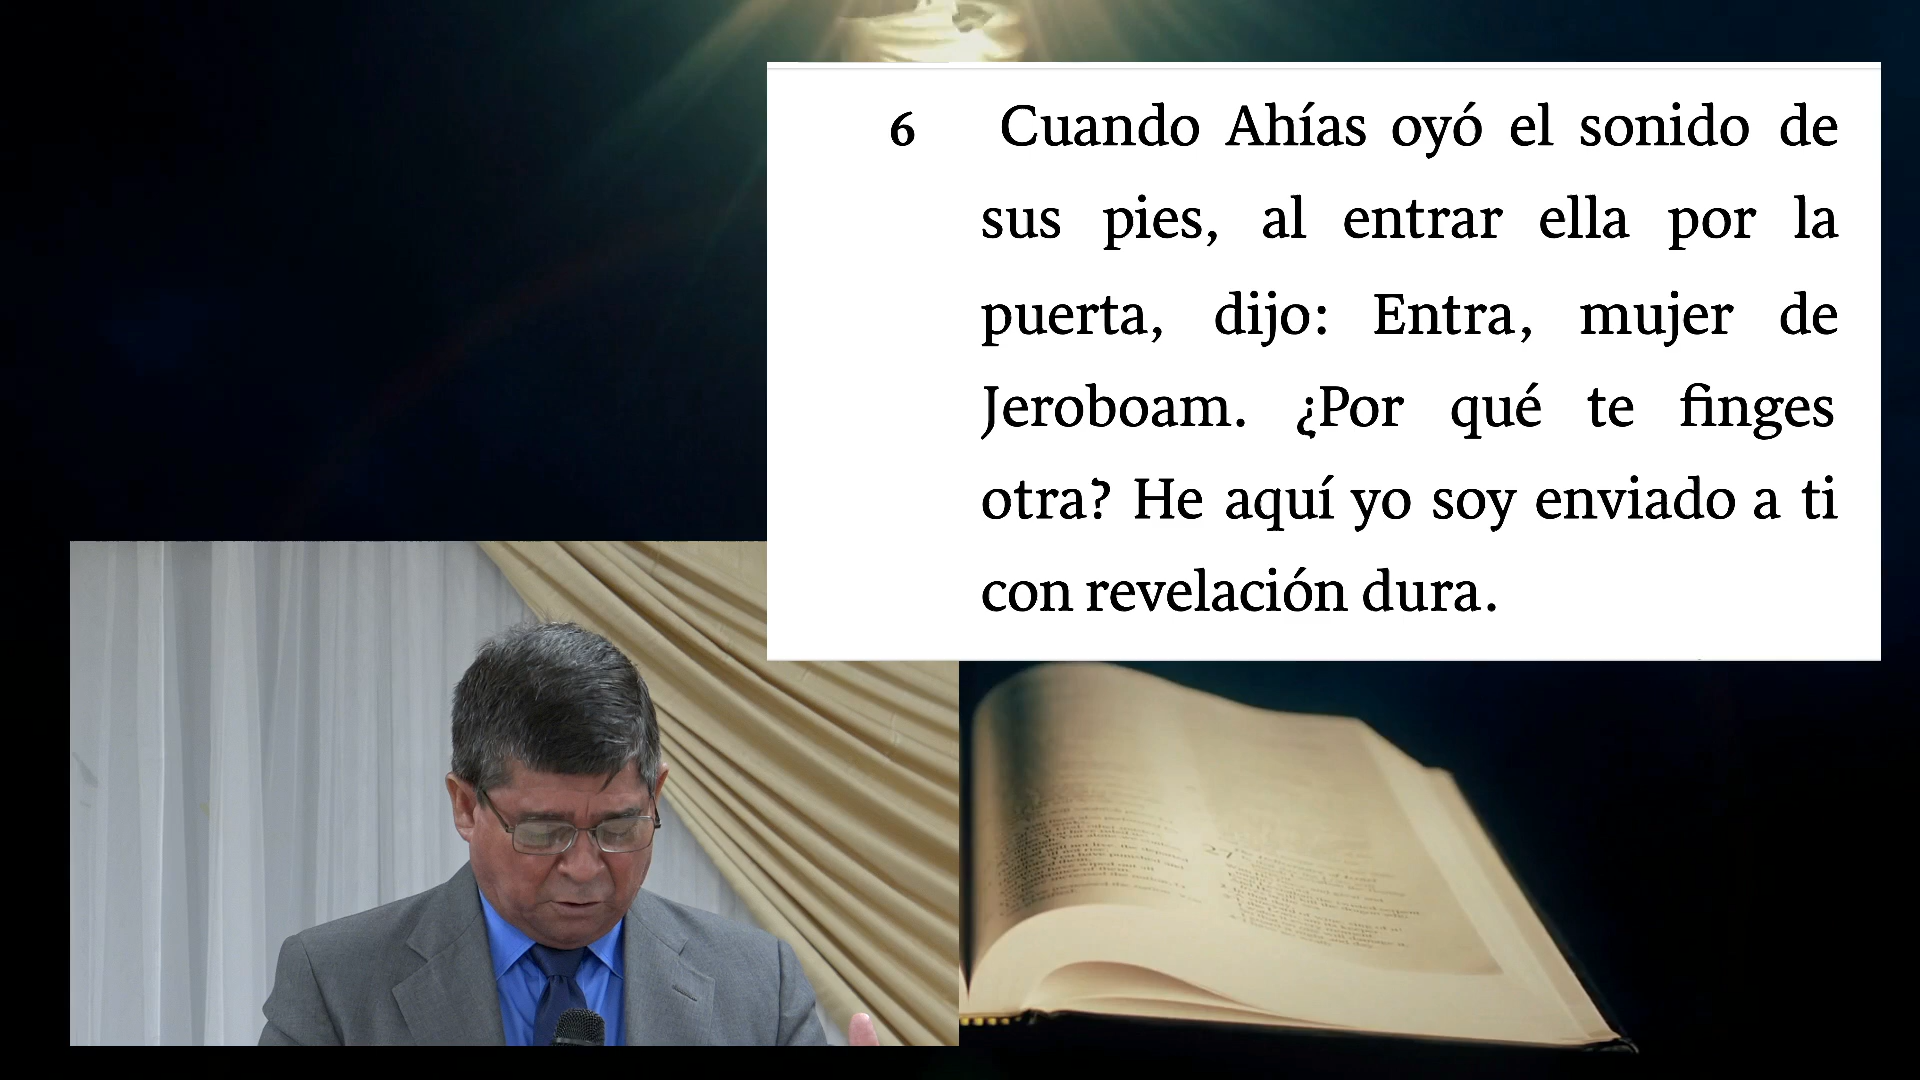 6 Cuando Ahías oyó el sonido de
sus pies, al entrar ella por la
puerta, dijo: Entra, mujer de
Jeroboam. ¿Por qué te finges
otra? He aquí yo soy enviado a ti
con revelación dura.